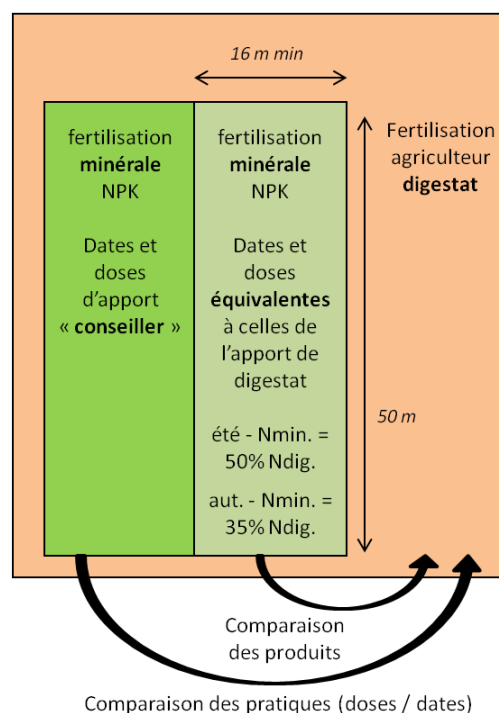 16 m min
fertilisation
minérale
NPK
Dates et
doses
d'apport
« conseiller »
fertilisation
minérale
NPK
Dates et
doses
équivalentes
à celles de
l'apport de
digestat
été - Nmin. =
50% Ndig.
aut. - Nmin. =
35% Ndig.
Fertilisation
agriculteur
digestat
50 m
Comparaison
des produits
Comparaison des pratiques (doses / dates)